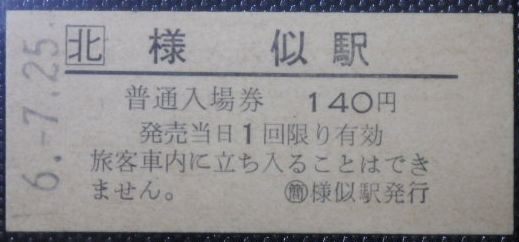 6.-7.25.
北 様似駅
普通入場券 140円
発売当日1回限り有効
旅客車内に立ち入ることはでき
ません。 簡 様似駅発行